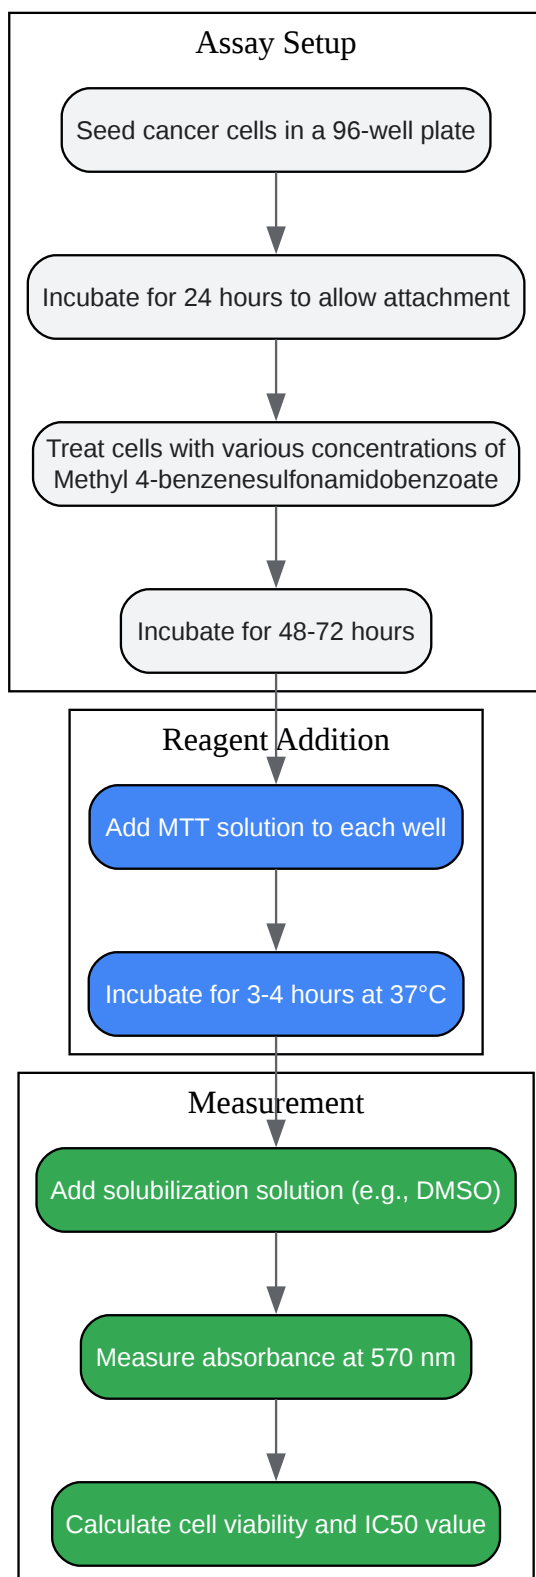 Assay Setup
Seed cancer cells in a 96-well plate
Incubate for 24 hours to allow attachment
Treat cells with various concentrations of
Methyl 4-benzenesulfonamidobenzoate
Incubate for 48-72 hours
Reagent Addition
Add MTT solution to each well
Incubate for 3-4 hours at 37°C
Measurement
Add solubilization solution (e.g., DMSO)
Measure absorbance at 570 nm
Calculate cell viability and IC50 value